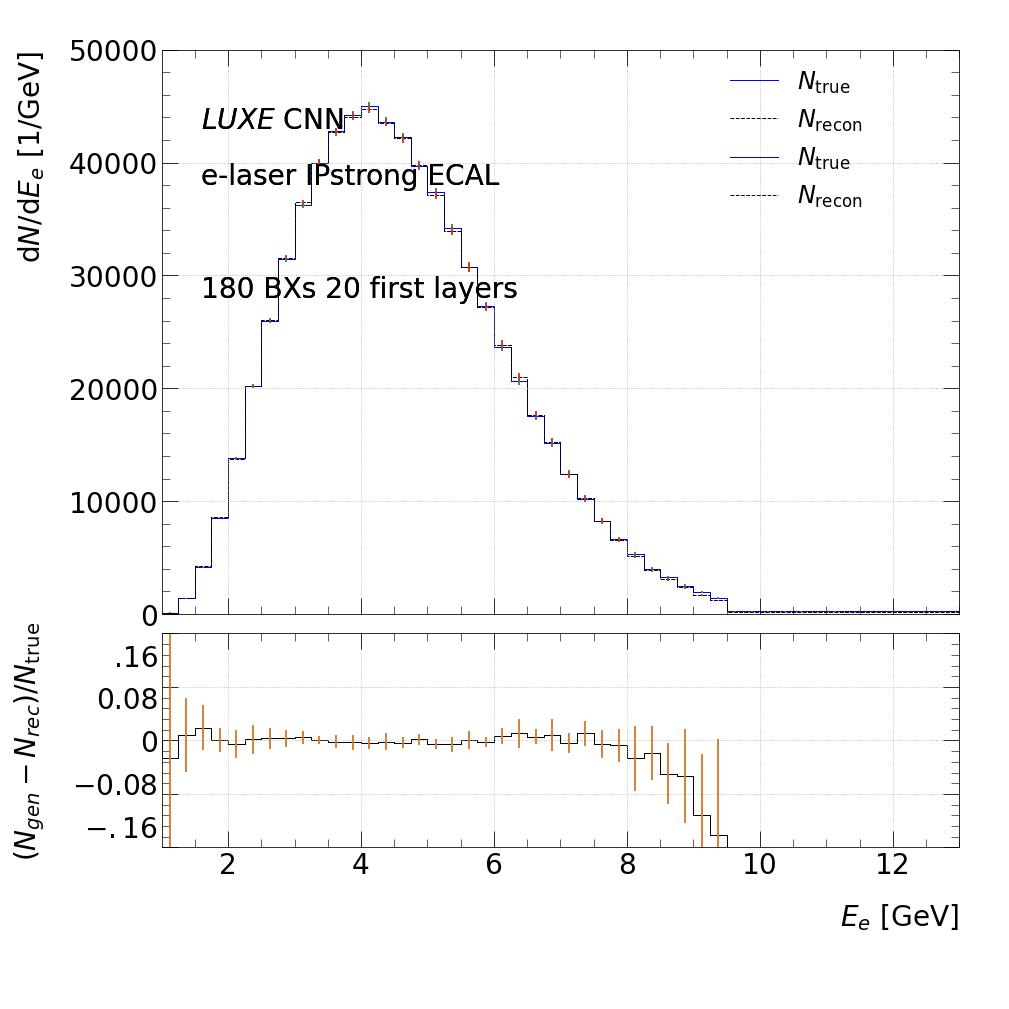 50000
40000
30000
20000
10000
0
dN/dE_e [1/GeV]
LUXE CNN
e-laser IPstrong ECAL
180 BXs 20 first layers
N_true
N_recon
N_true
N_recon
(N_gen − N_rec)/N_true
.16
0.08
0
−0.08
−.16
2 4 6 8 10 12
E_e [GeV]